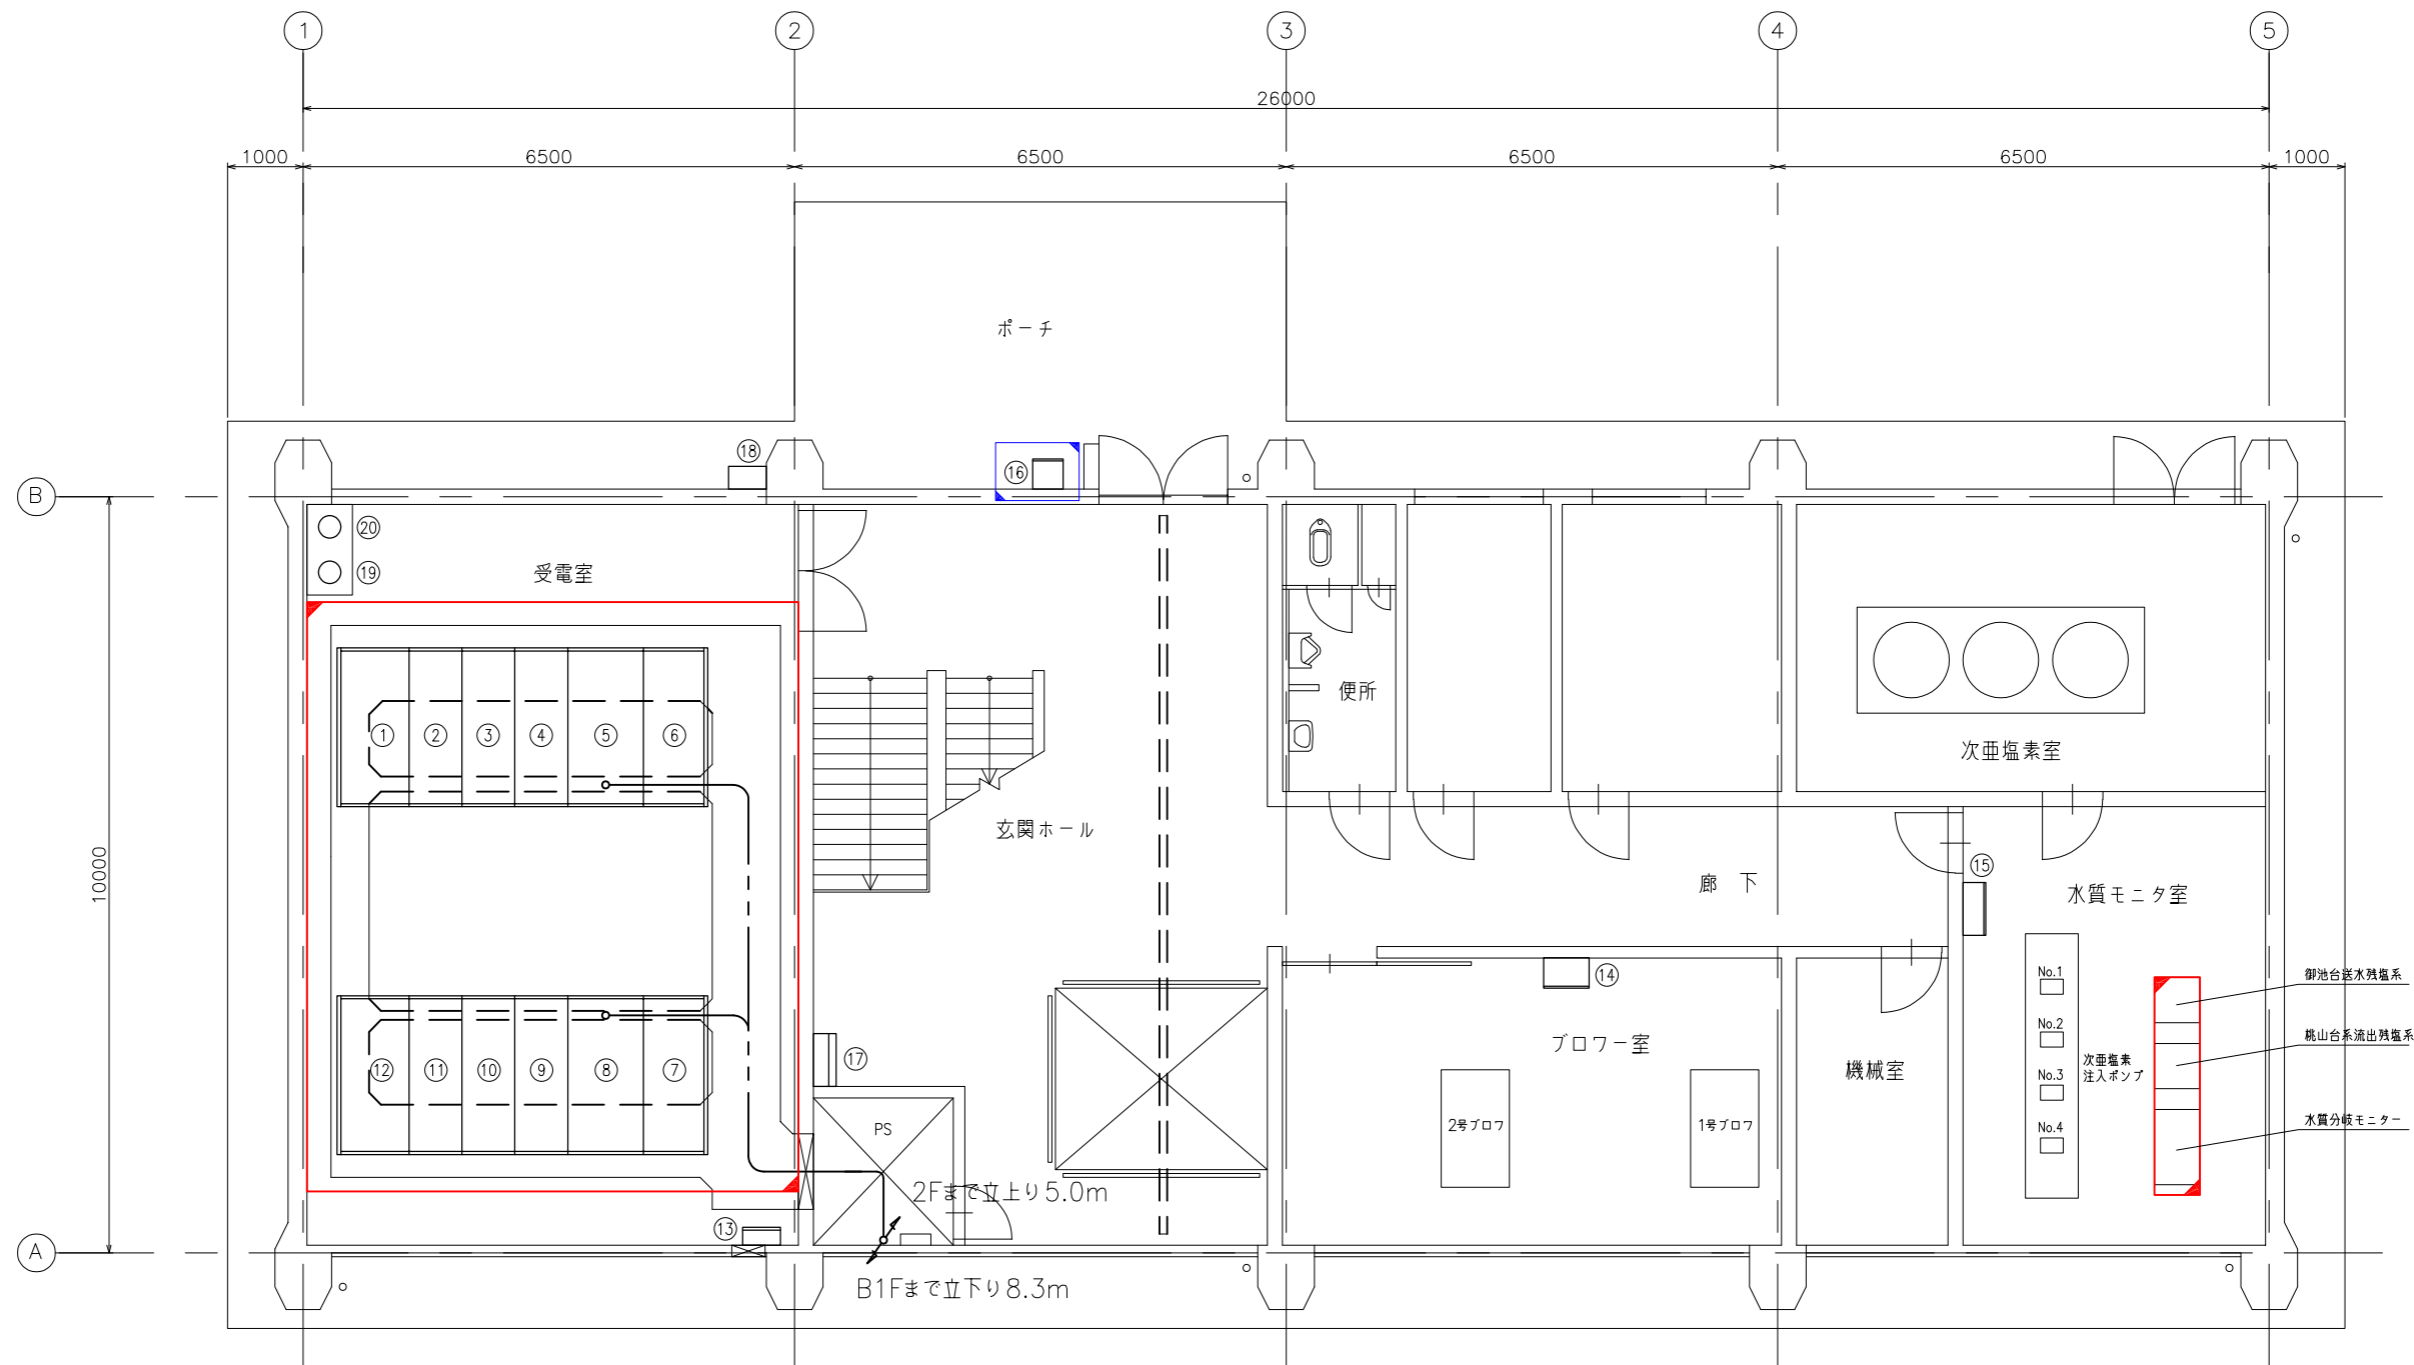 1 2 3 4 5
26000
1000 6500 6500 6500 6500 1000
ポーチ
⑱
⑯
B
⑳
⑲
受電室
便所
① ② ③ ④ ⑤ ⑥
次亜塩素室
玄関ホール
10000
⑮
廊 下
水質モニタ室
⑭
No.1
御池台送水残塩系
No.2
桃山台系流出残塩系
ブロワー室
⑰
次亜塩素
注入ポンプ
⑫ ⑪ ⑩ ⑨ ⑧ ⑦
機械室
No.3
PS
2号ブロワ
1号ブロワ
No.4
水質分岐モニター
2Fまで立上り5.0m
⑬
A
B1Fまで立下り8.3m